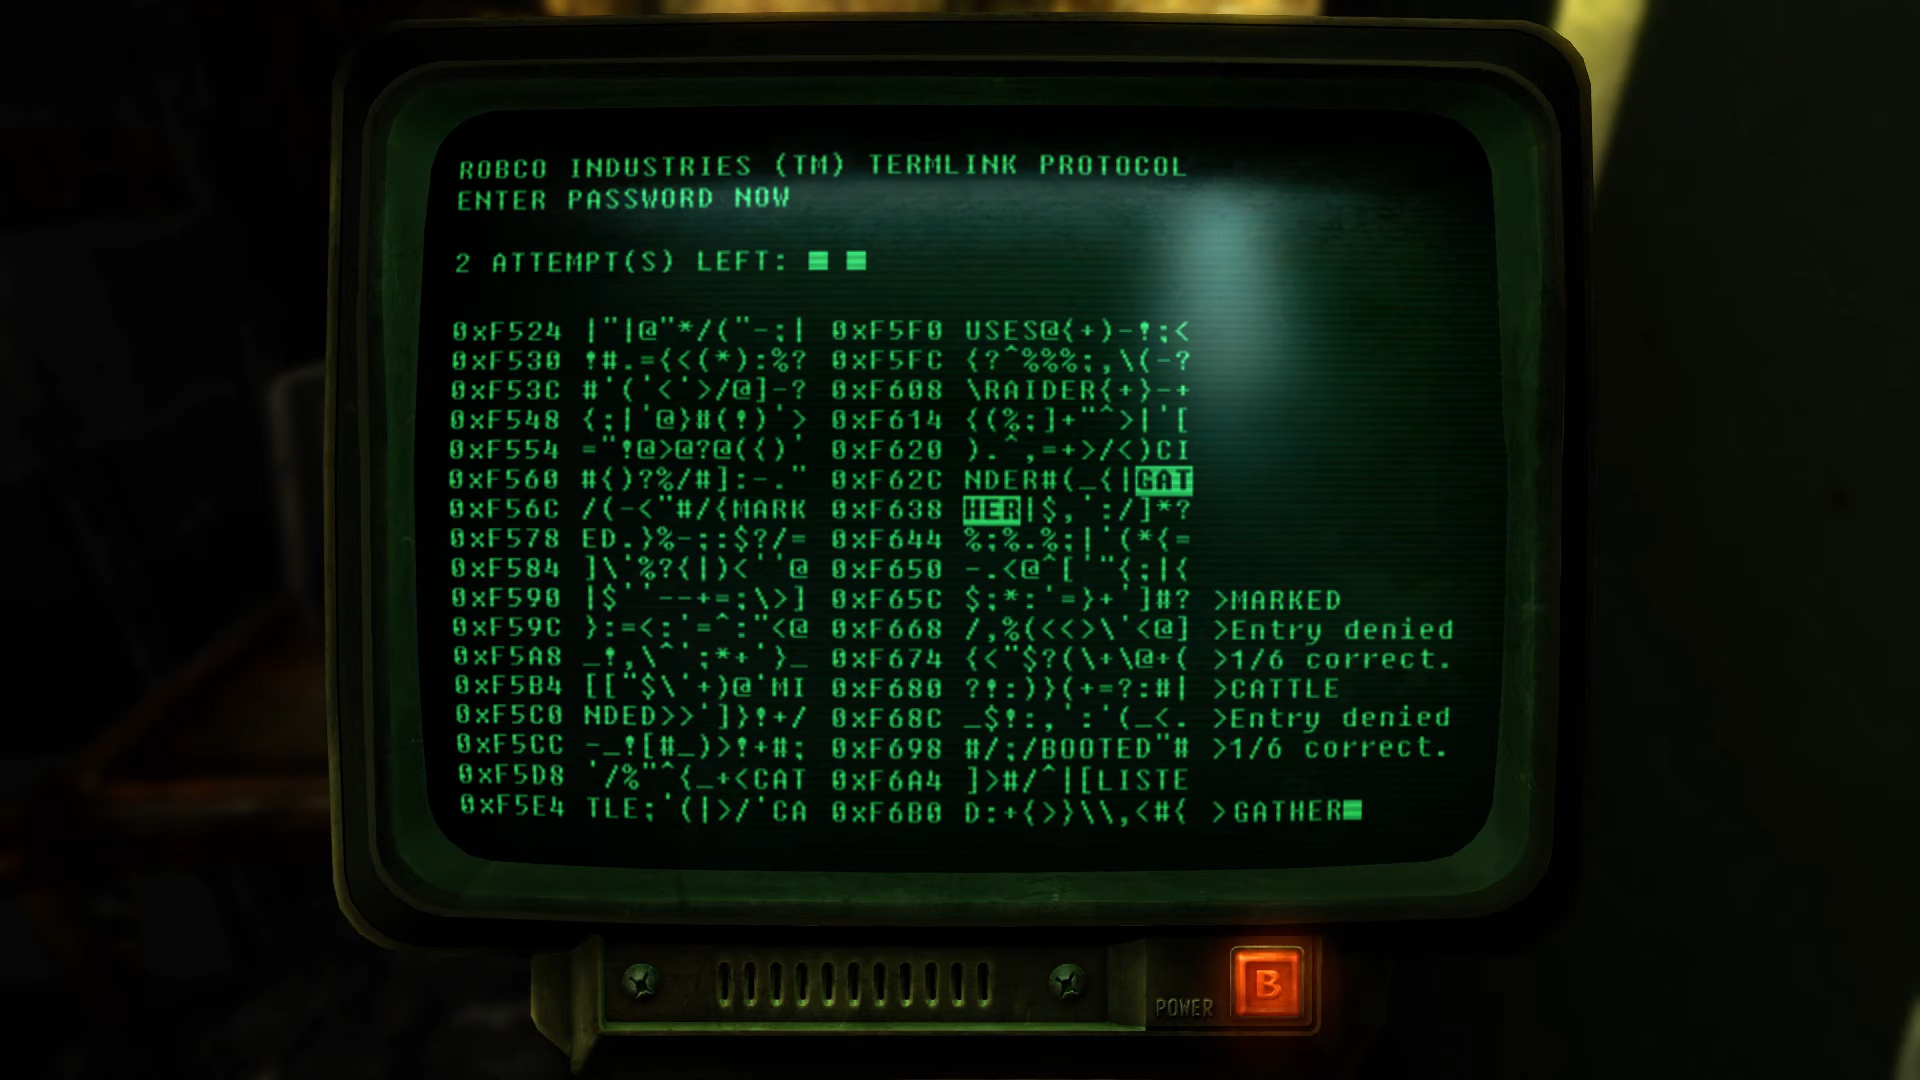 ROBCO INDUSTRIES (TM) TERMLINK PROTOCOL
ENTER PASSWORD NOW
2 ATTEMPT(S) LEFT: ■ ■
0xF524 |"|@"*/("-;| 0xF5F0 USES@{+)-!;<
0xF530 !#.={<(*):%? 0xF5FC {?^%%%;,\(-?
0xF53C #'('<'>/@]-? 0xF608 \RAIDER{+}-+
0xF548 {;|'@}#(!)'> 0xF614 {(%;]+"^>|'[
0xF554 ="!@>@?@({)' 0xF620 ).^,=+>/<)CI
0xF560 #{)?%/#]:-." 0xF62C NDER#(_{|GAT
0xF56C /(-<"#/{MARK 0xF638 HER|$,':/]*?
0xF578 ED.}%-;:$?/= 0xF644 %;%.%;|'(*{=
0xF584 ]\'%?{|)<''@ 0xF650 -.<@^['"{;|{
0xF590 |$''--+=;\>] 0xF65C $;*:'=}+']#? >MARKED
0xF59C }:=<:'=^:"<@ 0xF668 /,%(<<>\'<@] >Entry denied
0xF5A8 _!,\^';*+'}_ 0xF674 {<"$?(\+\@+( >1/6 correct.
0xF5B4 [["$\'+)@'MI 0xF680 ?!:)}(+=?:#| >CATTLE
0xF5C0 NDED>>']}!+/ 0xF68C _$!:,':'(_<. >Entry denied
0xF5CC -_![#_)>!+#; 0xF698 #/;/BOOTED"# >1/6 correct.
0xF5D8 '/%"^{_+<CAT 0xF6A4 ]>#/^|[LISTE
0xF5E4 TLE;'(|>/'CA 0xF6B0 D:+{>}\\,<#{ >GATHER■
POWER
B